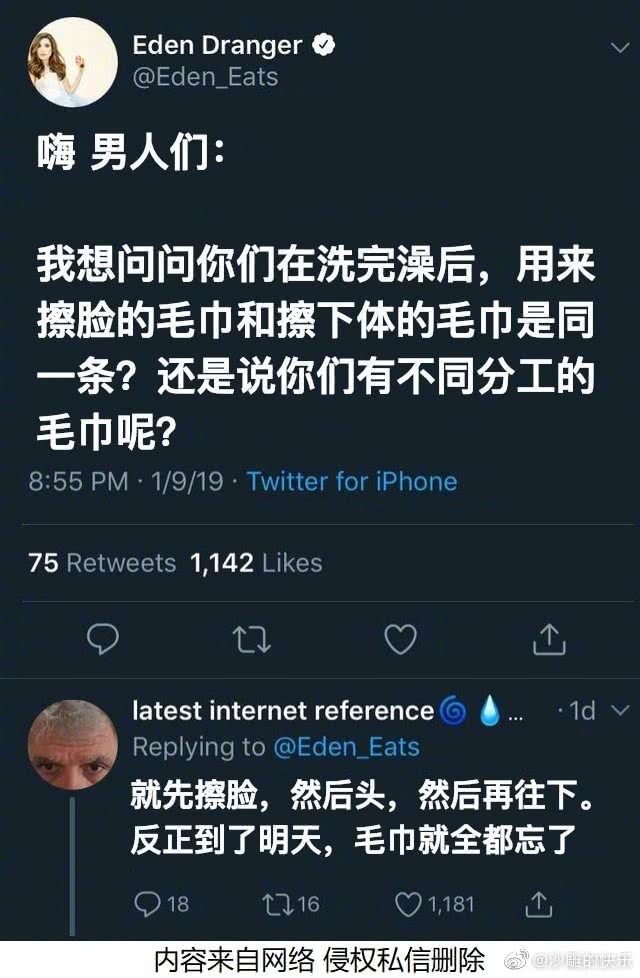 Eden Dranger
@Eden_Eats
嗨 男人们：
我想问问你们在洗完澡后，用来
擦脸的毛巾和擦下体的毛巾是同
一条？还是说你们有不同分工的
毛巾呢？
8:55 PM · 1/9/19 · Twitter for iPhone
75 Retweets 1,142 Likes
latest internet reference🌀💧... · 1d
Replying to @Eden_Eats
就先擦脸，然后头，然后再往下。
反正到了明天，毛巾就全都忘了
18 16 1,181
内容来自网络 侵权私信删除
@沙雕的快乐